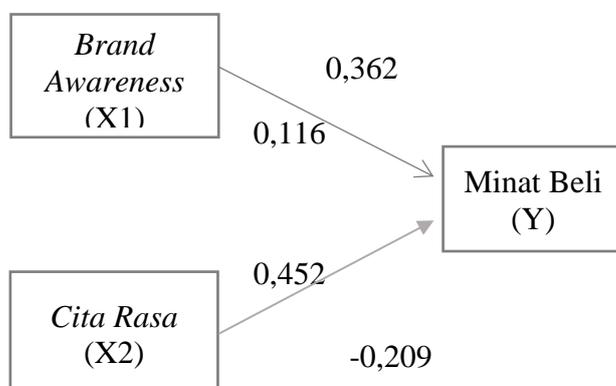 Brand
Awareness
(X1)
0,362
0,116
Minat Beli
(Y)
0,452
Cita Rasa
(X2)
-0,209